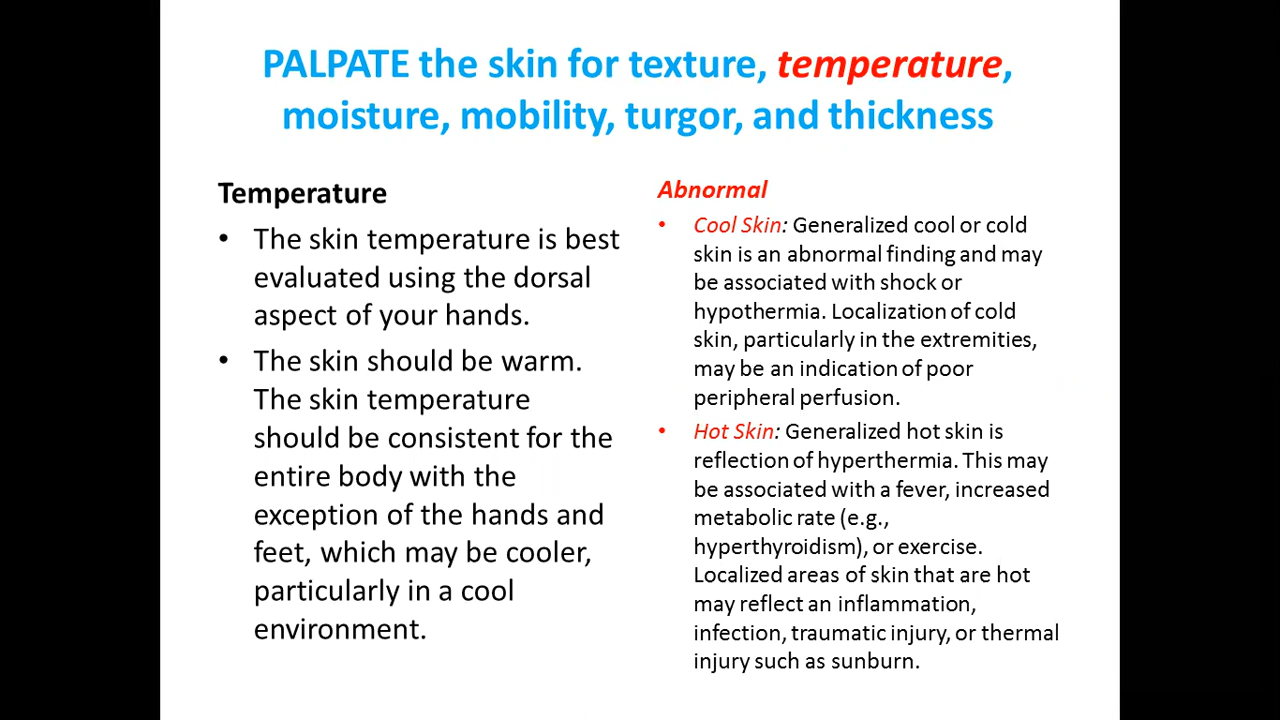 PALPATE the skin for texture, temperature,
moisture, mobility, turgor, and thickness
Temperature
• The skin temperature is best
evaluated using the dorsal
aspect of your hands.
• The skin should be warm.
The skin temperature
should be consistent for the
entire body with the
exception of the hands and
feet, which may be cooler,
particularly in a cool
environment.
Abnormal
• Cool Skin: Generalized cool or cold
skin is an abnormal finding and may
be associated with shock or
hypothermia. Localization of cold
skin, particularly in the extremities,
may be an indication of poor
peripheral perfusion.
• Hot Skin: Generalized hot skin is
reflection of hyperthermia. This may
be associated with a fever, increased
metabolic rate (e.g.,
hyperthyroidism), or exercise.
Localized areas of skin that are hot
may reflect an inflammation,
infection, traumatic injury, or thermal
injury such as sunburn.